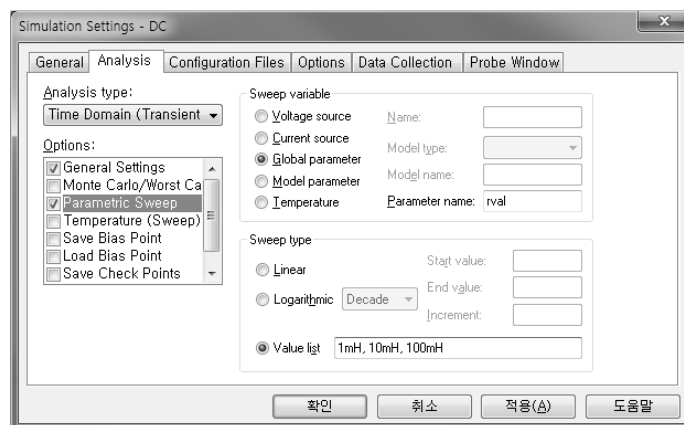 Simulation Settings - DC
x
General Analysis Configuration Files Options Data Collection Probe Window
Analysis type:
Time Domain (Transient
Options:
General Settings
Monte Carlo/Worst Ca
Parametric Sweep
Temperature (Sweep)
Save Bias Point
Load Bias Point
Save Check Points
Sweep variable
Voltage source
Current source
Global parameter
Model parameter
Temperature
Name:
Model type:
Model name:
Parameter name: rval
Sweep type
Linear
Logarithmic Decade
Value list 1mH, 10mH, 100mH
Start value:
End value:
Increment:
확인 취소 적용(A) 도움말